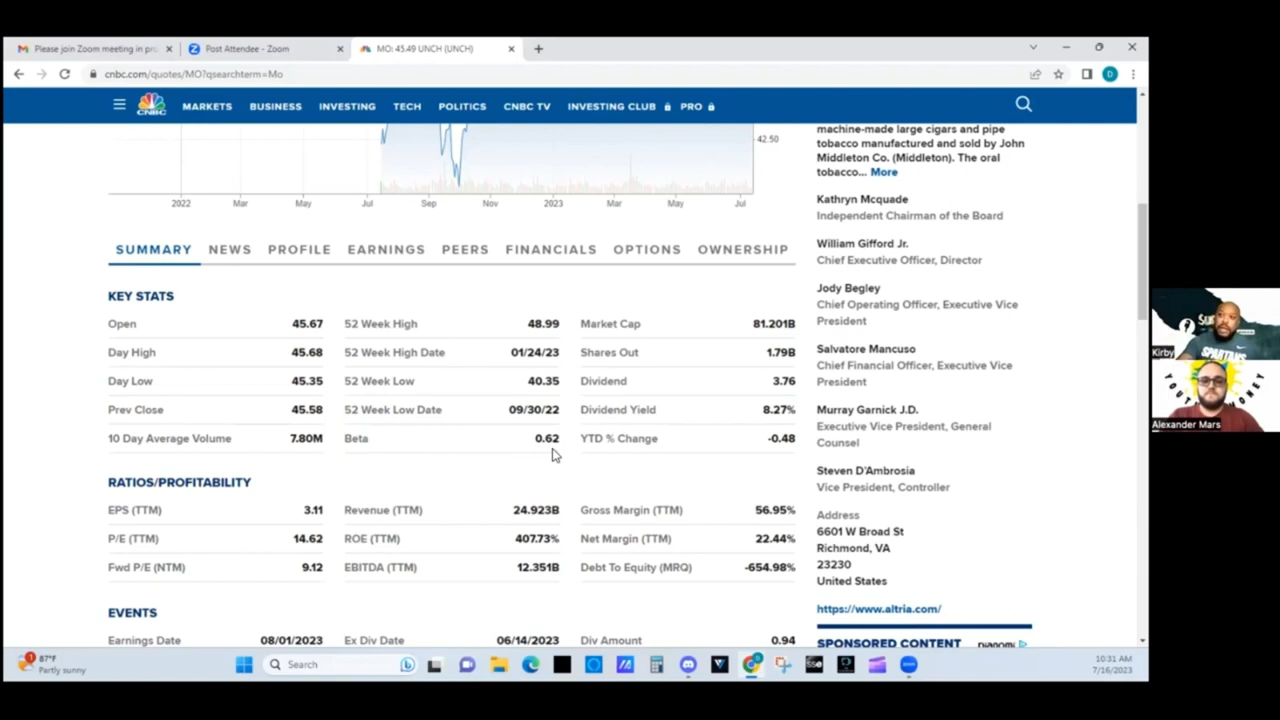 Please join Zoom meeting in pr
Post Attendee - Zoom
MO: 45.49 UNCH (UNCH)
cnbc.com/quotes/MO?qsearchterm=Mo
D
CNBC
MARKETS BUSINESS INVESTING TECH POLITICS CNBC TV INVESTING CLUB PRO
42.50
2022 Mar May Jul Sep Nov 2023 Mar May Jul
SUMMARY NEWS PROFILE EARNINGS PEERS FINANCIALS OPTIONS OWNERSHIP
KEY STATS
Open 45.67 52 Week High 48.99 Market Cap 81.201B
Day High 45.68 52 Week High Date 01/24/23 Shares Out 1.79B
Day Low 45.35 52 Week Low 40.35 Dividend 3.76
Prev Close 45.58 52 Week Low Date 09/30/22 Dividend Yield 8.27%
10 Day Average Volume 7.80M Beta 0.62 YTD % Change -0.48
RATIOS/PROFITABILITY
EPS (TTM) 3.11 Revenue (TTM) 24.923B Gross Margin (TTM) 56.95%
P/E (TTM) 14.62 ROE (TTM) 407.73% Net Margin (TTM) 22.44%
Fwd P/E (NTM) 9.12 EBITDA (TTM) 12.351B Debt To Equity (MRQ) -654.98%
EVENTS
Earnings Date 08/01/2023 Ex Div Date 06/14/2023 Div Amount 0.94
machine-made large cigars and pipe
tobacco manufactured and sold by John
Middleton Co. (Middleton). The oral
tobacco... More
Kathryn Mcquade
Independent Chairman of the Board
William Gifford Jr.
Chief Executive Officer, Director
Jody Begley
Chief Operating Officer, Executive Vice
President
Salvatore Mancuso
Chief Financial Officer, Executive Vice
President
Murray Garnick J.D.
Executive Vice President, General
Counsel
Steven D'Ambrosia
Vice President, Controller
Address
6601 W Broad St
Richmond, VA
23230
United States
https://www.altria.com/
SPONSORED CONTENT
Kirby
SPARTANS
Alexander Mars
1
87°F
Partly sunny
Search
10:31 AM
7/16/2023